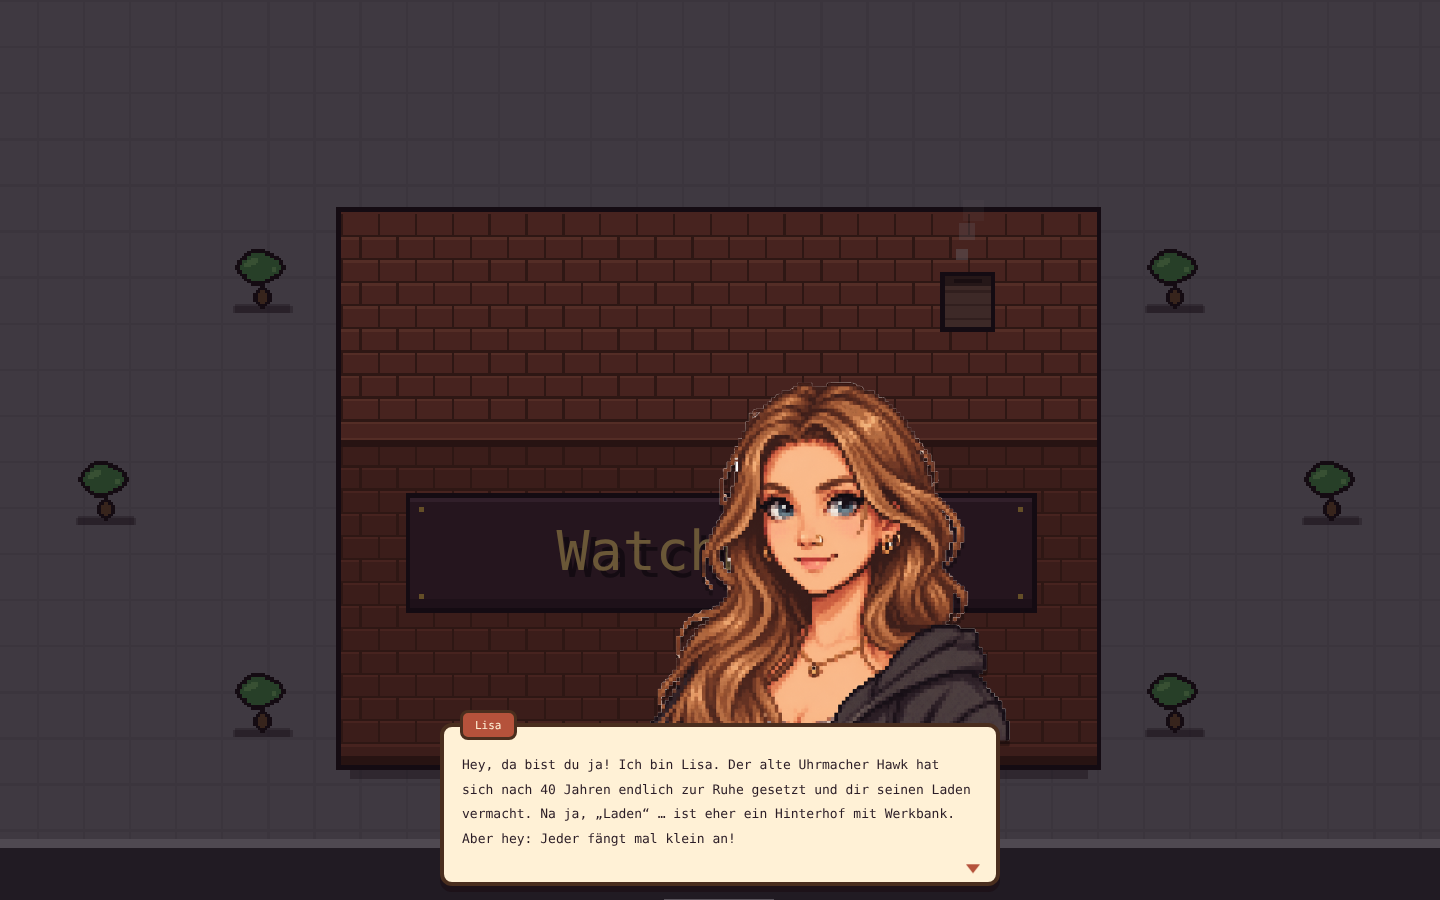 Watch
Lisa
Hey, da bist du ja! Ich bin Lisa. Der alte Uhrmacher Hawk hat
sich nach 40 Jahren endlich zur Ruhe gesetzt und dir seinen Laden
vermacht. Na ja, „Laden“ … ist eher ein Hinterhof mit Werkbank.
Aber hey: Jeder fängt mal klein an!